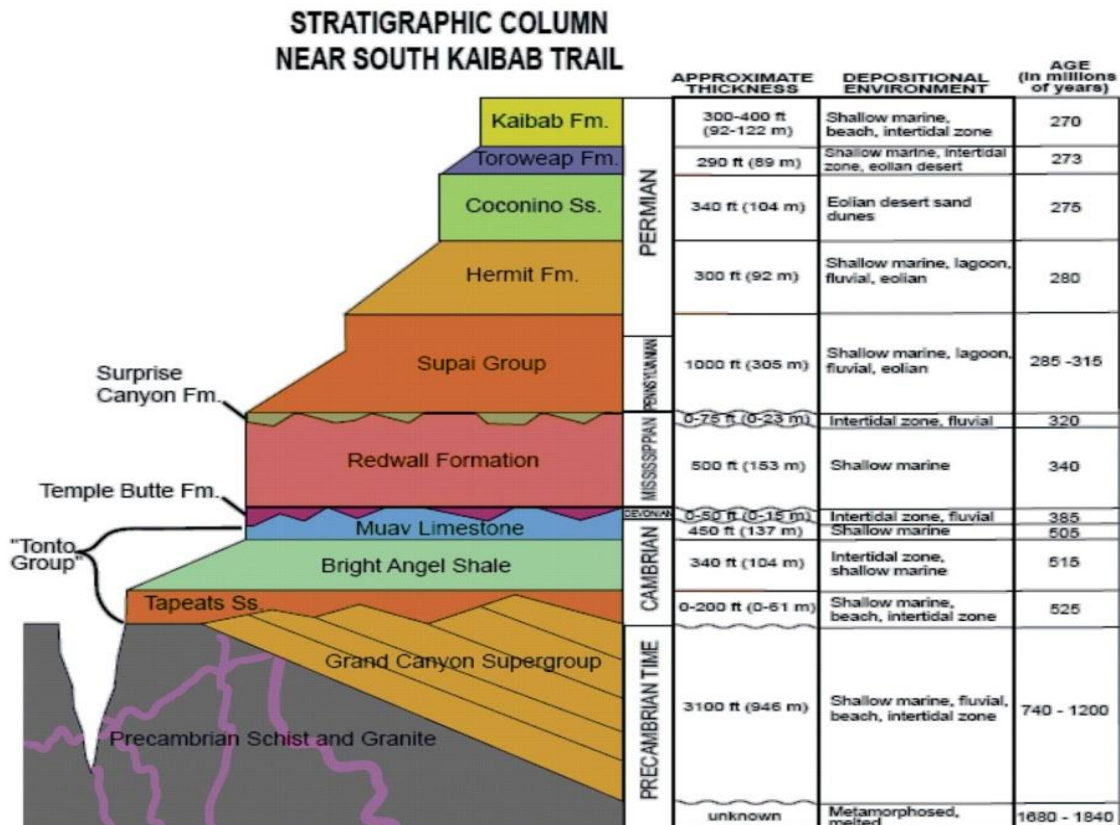 STRATIGRAPHIC COLUMN
NEAR SOUTH KAIBAB TRAIL
APPROXIMATE
THICKNESS
DEPOSITIONAL
ENVIRONMENT
AGE
(in millions
of years)
Kaibab Fm.
300-400 ft
(92-122 m)
Shallow marine,
beach, intertidal zone
270
Toroweap Fm.
290 ft (89 m)
Shallow marine, intertidal
zone, eolian desert
273
Coconino Ss.
340 ft (104 m)
Eolian desert sand
dunes
275
PERMIAN
Hermit Fm.
300 ft (92 m)
Shallow marine, lagoon,
fluvial, eolian
280
Supai Group
PENNSYLVANIAN
1000 ft (305 m)
Shallow marine, lagoon,
fluvial, eolian
285 -315
Surprise
Canyon Fm.
0-75 ft (0-23 m)
Intertidal zone, fluvial
320
Redwall Formation
MISSISSIPPIAN
500 ft (153 m)
Shallow marine
340
Temple Butte Fm.
DEVONIAN
0-50 ft (0-15 m)
Intertidal zone, fluvial
385
"Tonto
Group"
Muav Limestone
450 ft (137 m)
Shallow marine
505
Bright Angel Shale
CAMBRIAN
340 ft (104 m)
Intertidal zone,
shallow marine
515
Tapeats Ss.
0-200 ft (0-61 m)
Shallow marine,
beach, intertidal zone
525
Grand Canyon Supergroup
PRECAMBRIAN TIME
3100 ft (946 m)
Shallow marine, fluvial,
beach, intertidal zone
740 - 1200
Precambrian Schist and Granite
unknown
Metamorphosed,
melted
1680 - 1840